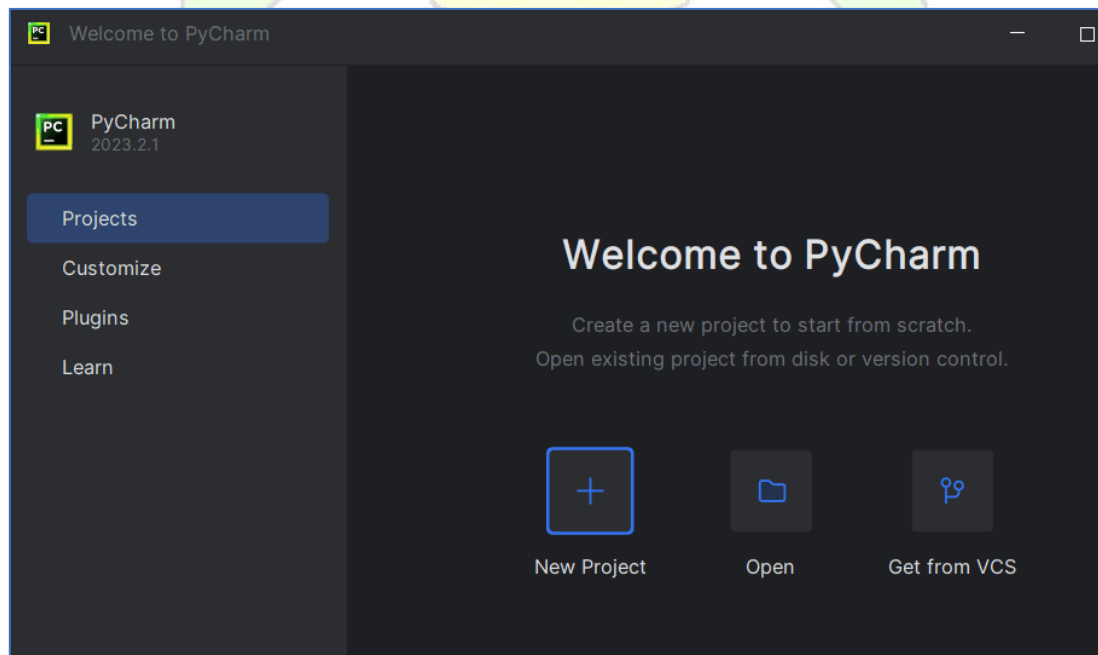 PC Welcome to PyCharm
PC PyCharm
2023.2.1
Projects
Customize
Plugins
Learn
Welcome to PyCharm
Create a new project to start from scratch.
Open existing project from disk or version control.
New Project Open Get from VCS